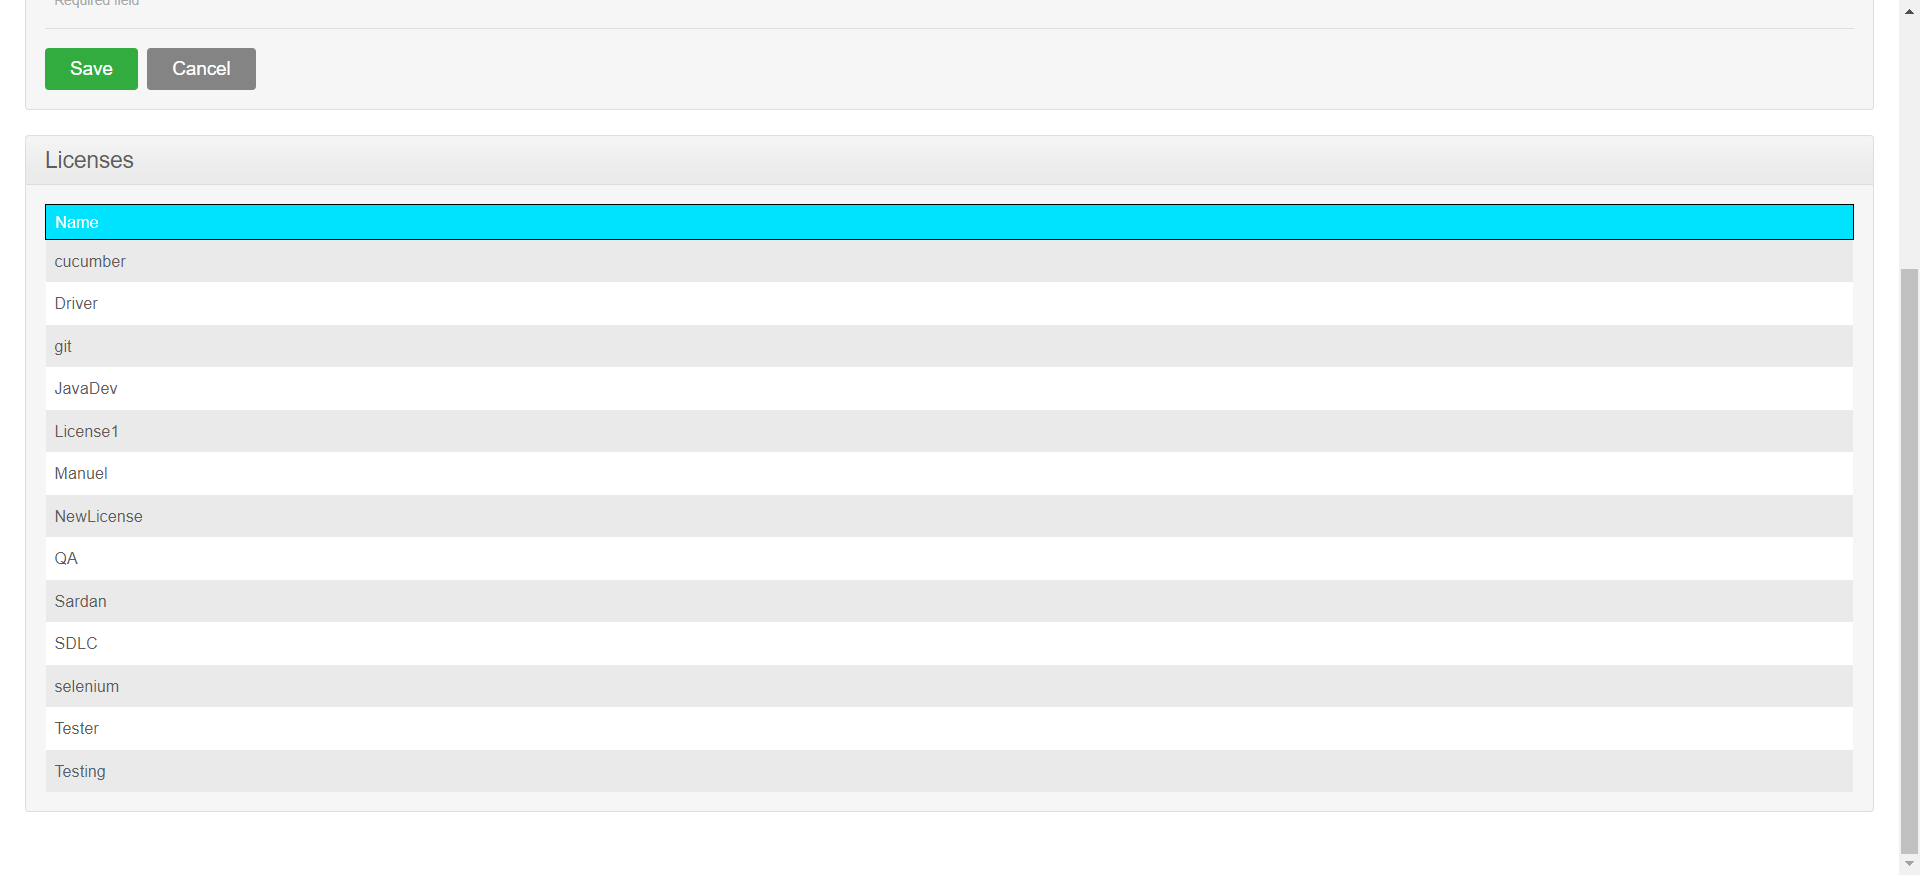 Required field
Save Cancel
Licenses
Name
cucumber
Driver
git
JavaDev
License1
Manuel
NewLicense
QA
Sardan
SDLC
selenium
Tester
Testing